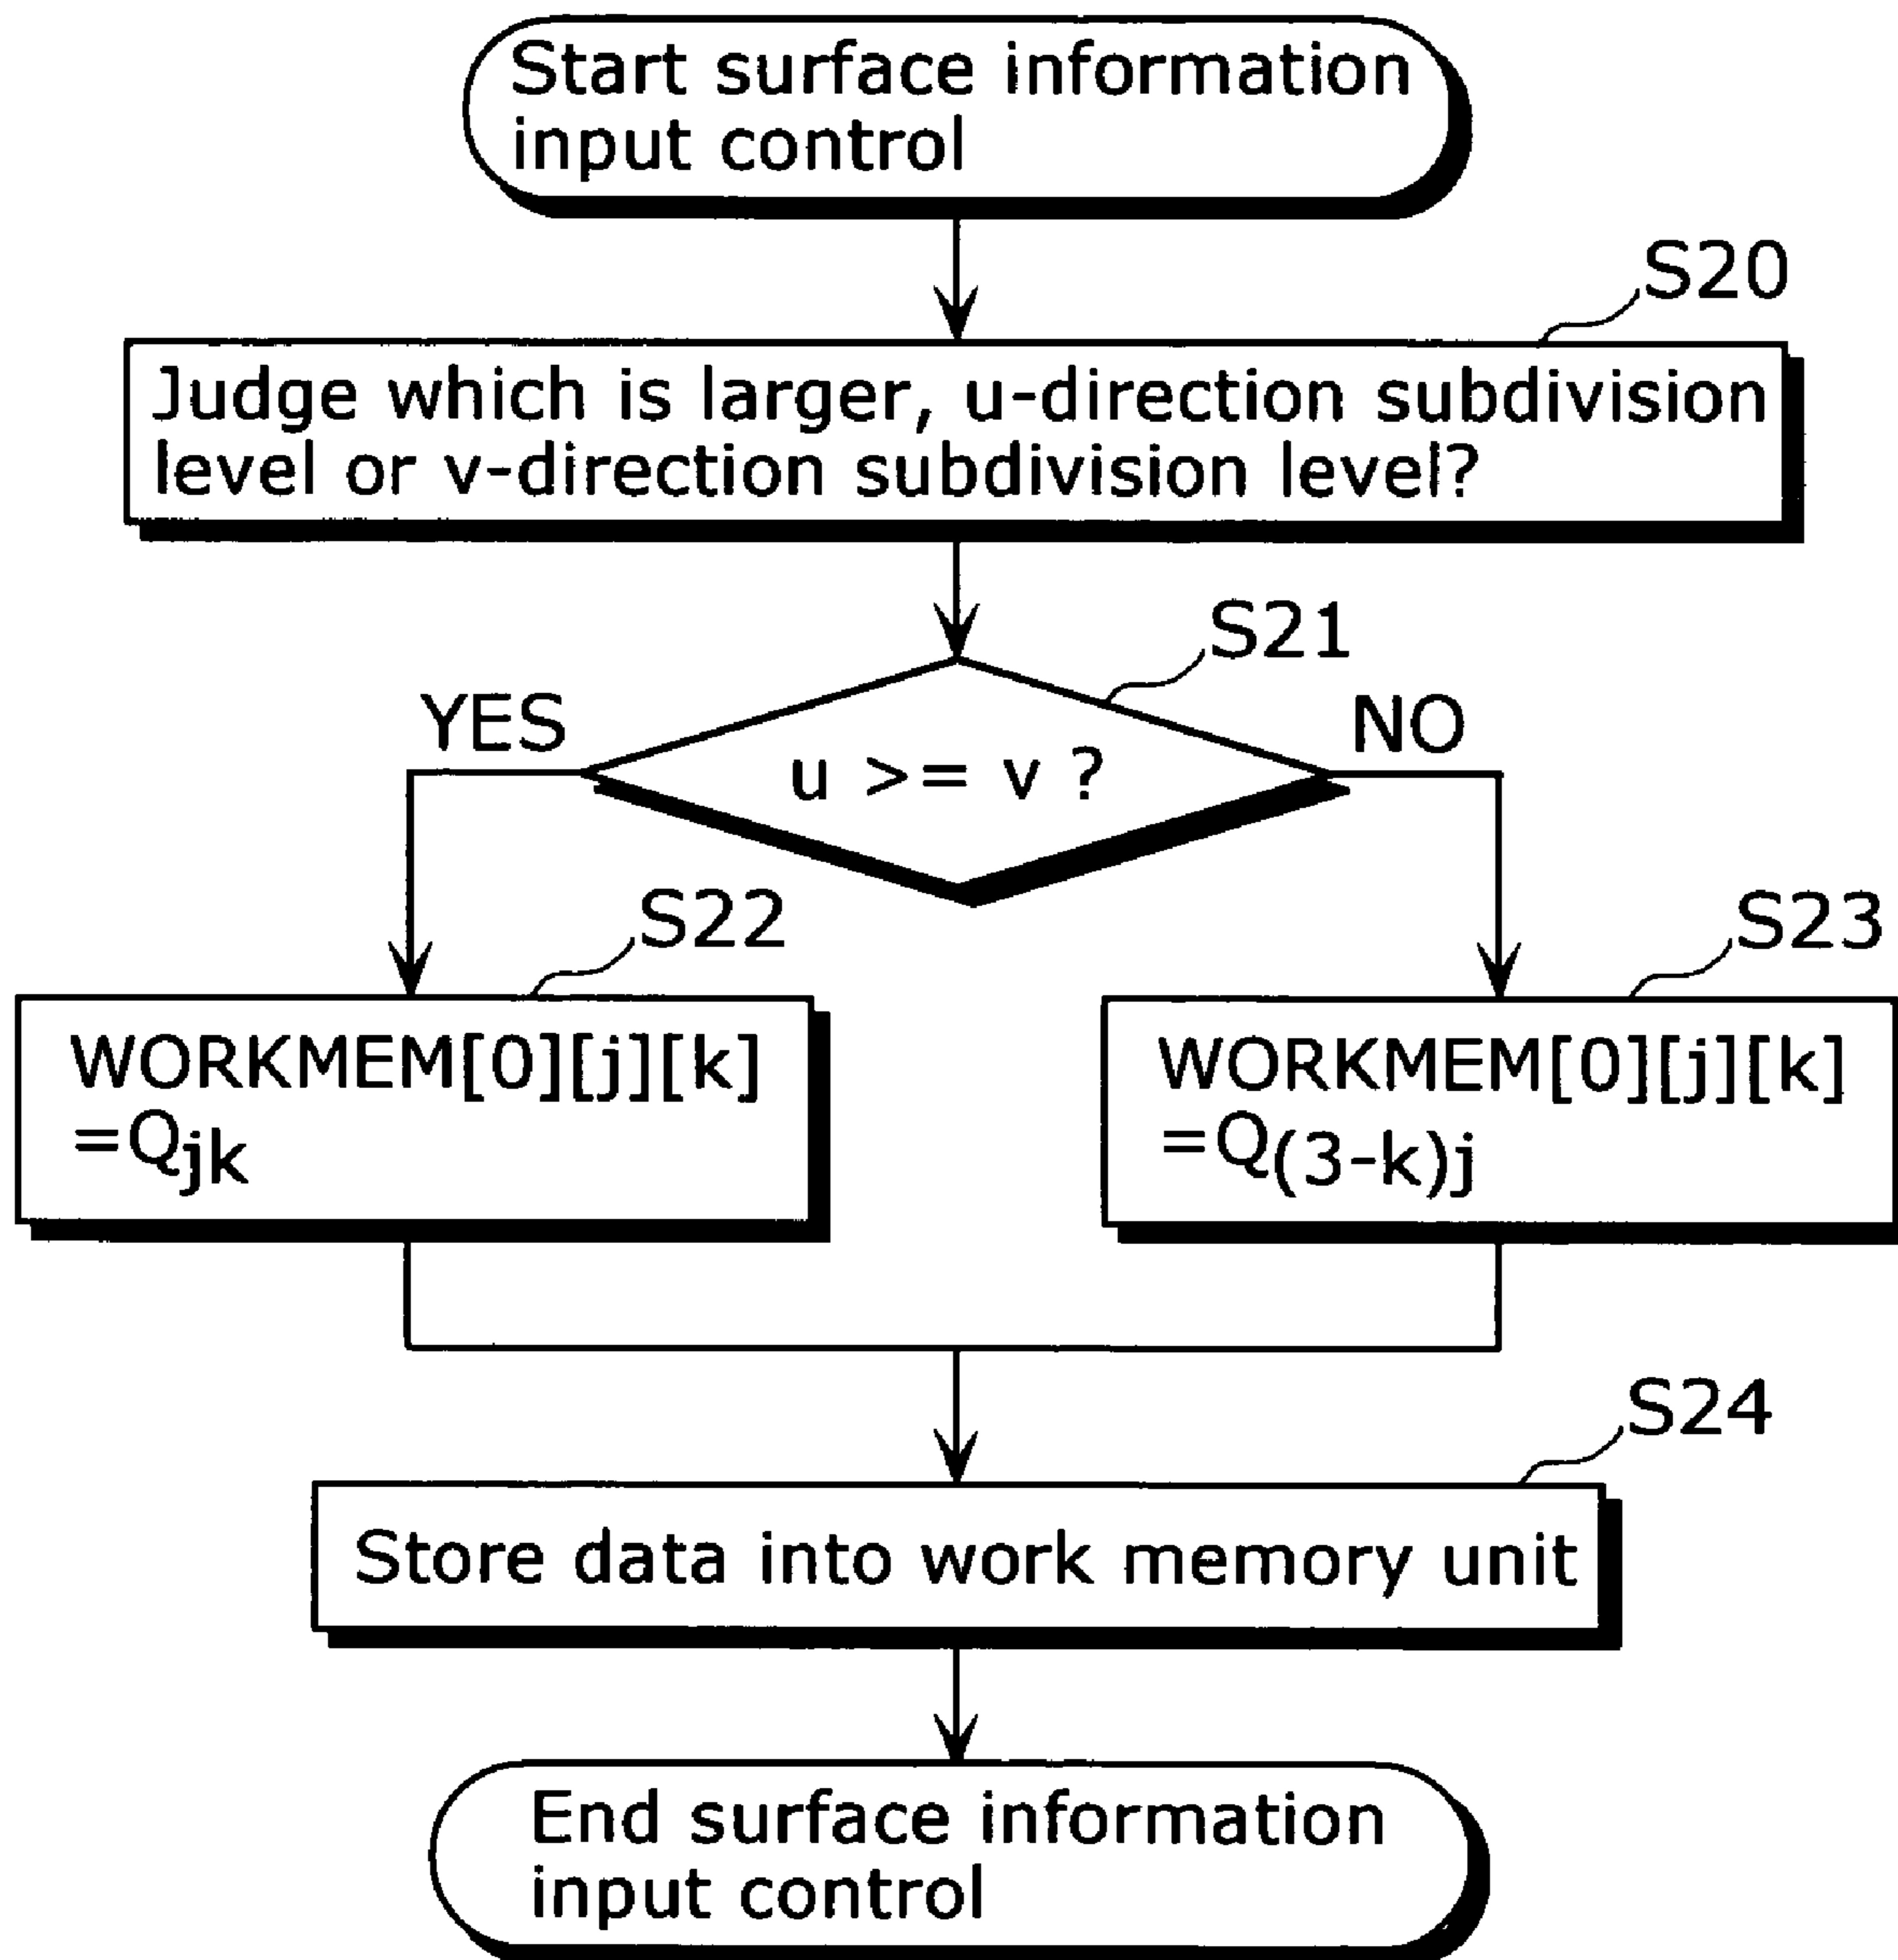 Start surface information
input control
S20
Judge which is larger, u-direction subdivision
level or v-direction subdivision level?
S21
YES
NO
u >= v ?
S22
S23
WORKMEM[0][j][k]
=Qjk
WORKMEM[0][j][k]
=Q(3-k)j
S24
Store data into work memory unit
End surface information
input control